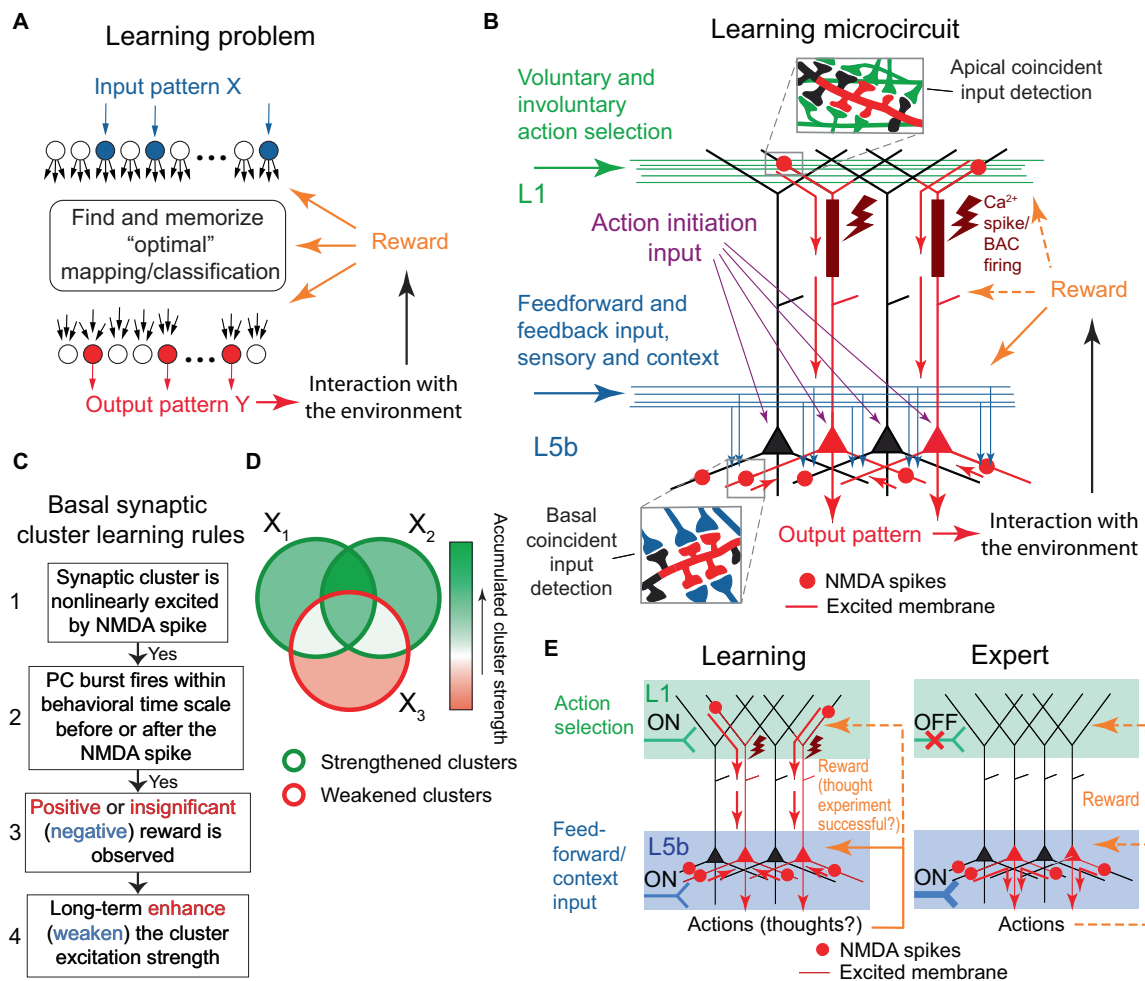 A
Learning problem
Input pattern X
Find and memorize
“optimal”
mapping/classification
Reward
Output pattern Y
Interaction with
the environment
B
Learning microcircuit
Voluntary and
involuntary
action selection
Apical coincident
input detection
L1
Action initiation
input
Ca2+
spike/
BAC
firing
Reward
Feedforward and
feedback input,
sensory and context
L5b
Basal
coincident
input
detection
Output pattern
Interaction with
the environment
NMDA spikes
Excited membrane
C
Basal synaptic
cluster learning rules
1
Synaptic cluster is
nonlinearly excited
by NMDA spike
Yes
2
PC burst fires within
behavioral time scale
before or after the
NMDA spike
Yes
3
Positive or insignificant
(negative) reward is
observed
4
Long-term enhance
(weaken) the cluster
excitation strength
D
X1
X2
X3
Accumulated cluster strength
Strengthened clusters
Weakened clusters
E
Learning
Expert
Action
selection
L1
ON
OFF
Reward
(thought
experiment
successful?)
Reward
Feed-
forward/
context
input
L5b
ON
ON
Actions (thoughts?)
Actions
NMDA spikes
Excited membrane